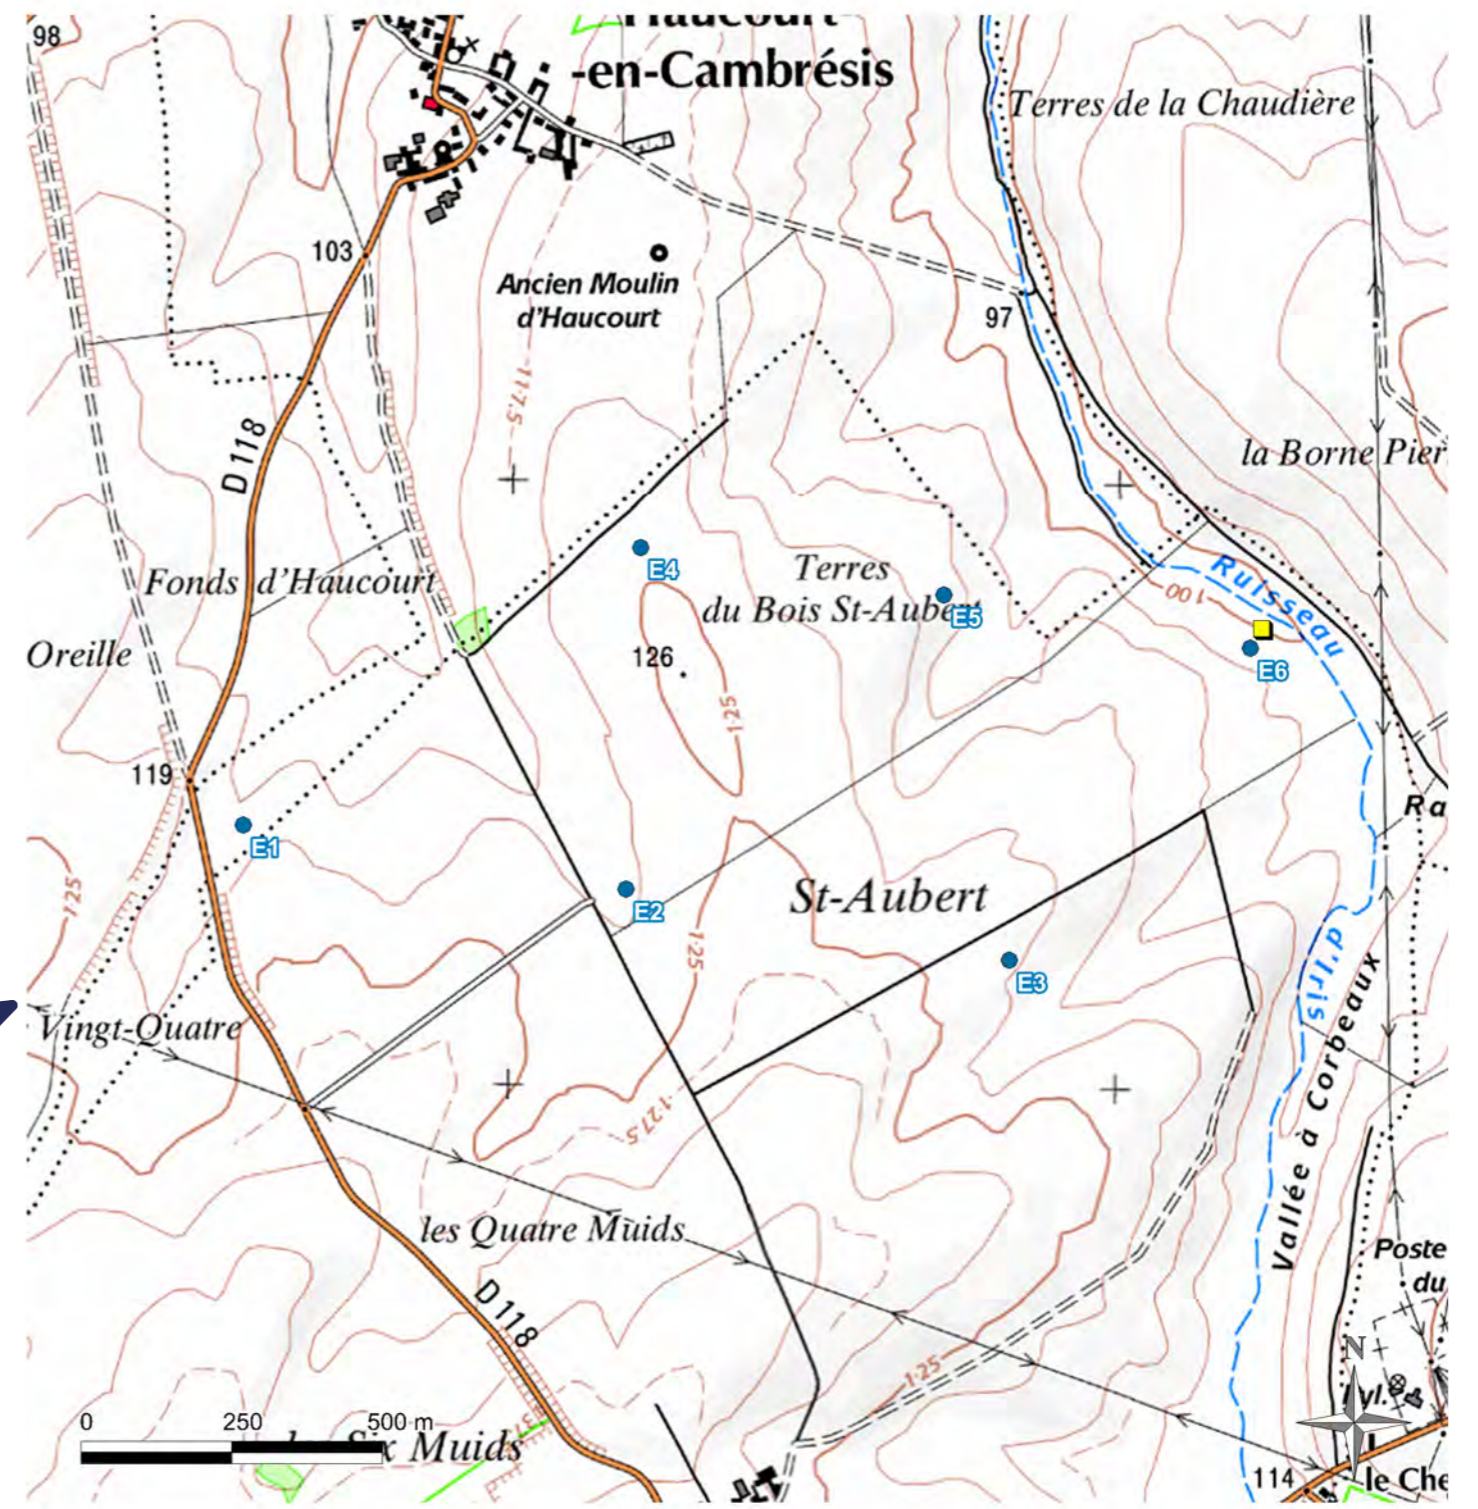 98
Haucourt
-en-Cambrésis
Terres de la Chaudière
103
Ancien Moulin
d'Haucourt
97
117.5
D 118
la Borne Pier
E4
Terres
du Bois St-Aubert
E5
Ruisseau
100
Fonds d'Haucourt
Oreille
126
E6
125
119
E1
Ra
125
E2
St-Aubert
125
E3
d'Iris
Vingt-Quatre
Vallée à Corbeaux
127.5
les Quatre Muids
Poste
du
D 118
125
N
Pyl.
0 250 500 m
Six Muids
114
le Che